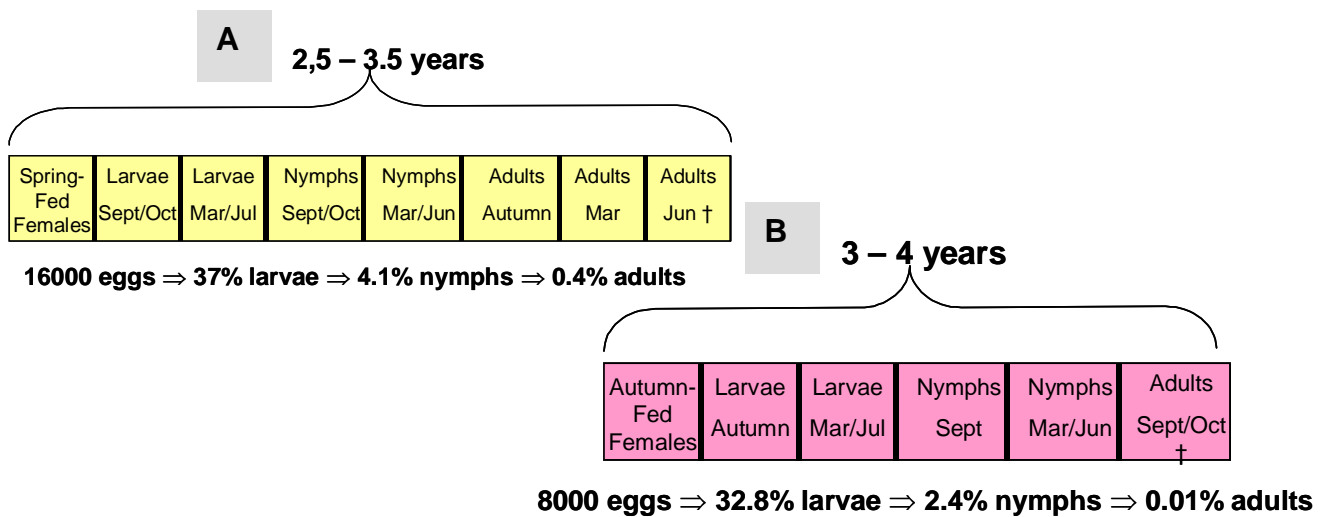 A
2,5 – 3.5 years
Spring-
Fed
Females
Larvae
Sept/Oct
Larvae
Mar/Jul
Nymphs
Sept/Oct
Nymphs
Mar/Jun
Adults
Autumn
Adults
Mar
Adults
Jun †
16000 eggs ⇒ 37% larvae ⇒ 4.1% nymphs ⇒ 0.4% adults
B
3 – 4 years
Autumn-
Fed
Females
Larvae
Autumn
Larvae
Mar/Jul
Nymphs
Sept
Nymphs
Mar/Jun
Adults
Sept/Oct
†
8000 eggs ⇒ 32.8% larvae ⇒ 2.4% nymphs ⇒ 0.01% adults